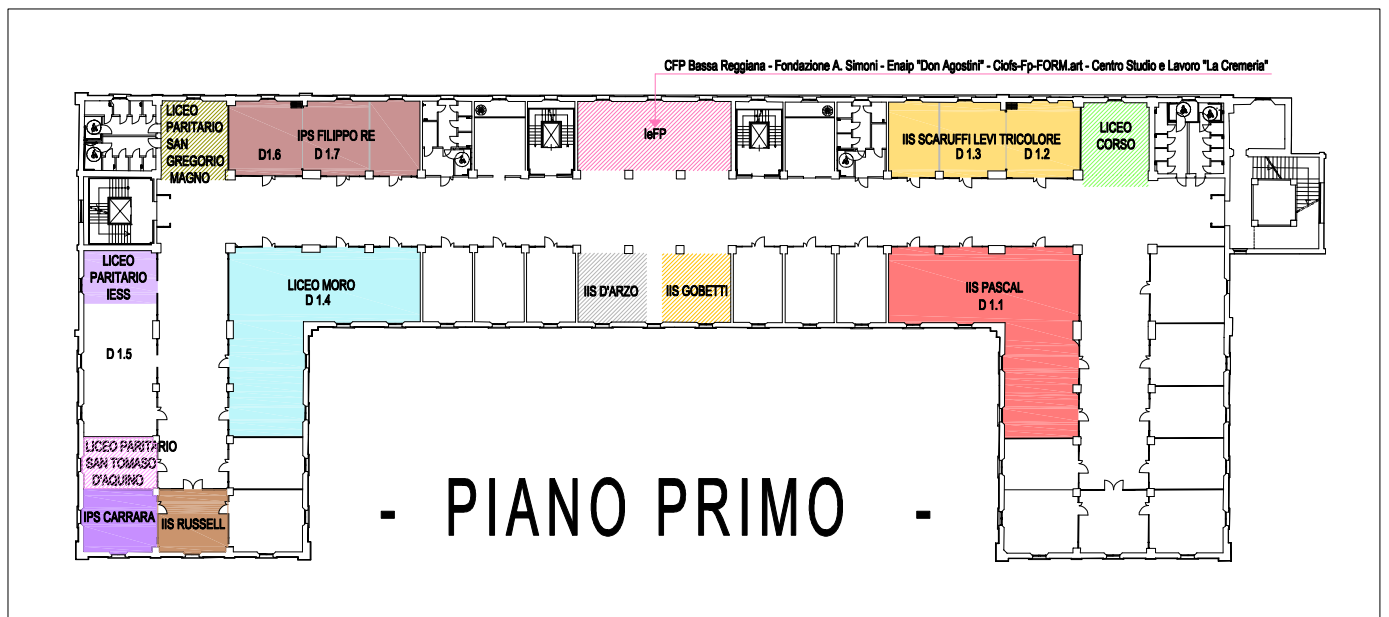 CFP Bassa Reggiana - Fondazione A. Simoni - Enaip "Don Agostini" - Ciofs-Fp-FORM.art - Centro Studio e Lavoro "La Cremeria"
LICEO
PARITARIO
SAN
GREGORIO
MAGNO
IPS FILIPPO RE
D1.6
D 1.7
IeFP
IIS SCARUFFI LEVI TRICOLORE
D 1.3
D 1.2
LICEO
CORSO
LICEO
PARITARIO
IESS
LICEO MORO
D 1.4
IIS D'ARZO
IIS GOBETTI
IIS PASCAL
D 1.1
D 1.5
LICEO PARITARIO
SAN TOMASO
D'AQUINO
IPS CARRARA
IIS RUSSELL
- PIANO PRIMO -